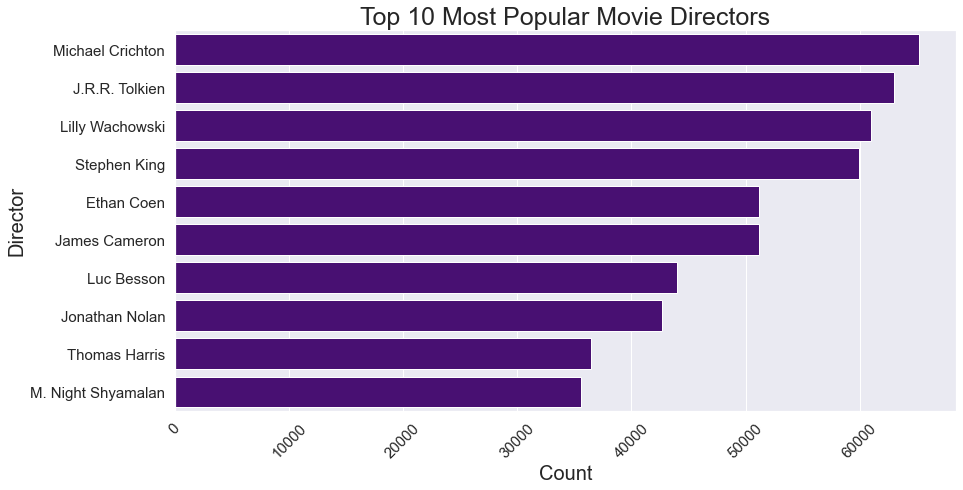 Top 10 Most Popular Movie Directors
Director
Michael Crichton
J.R.R. Tolkien
Lilly Wachowski
Stephen King
Ethan Coen
James Cameron
Luc Besson
Jonathan Nolan
Thomas Harris
M. Night Shyamalan
0
10000
20000
30000
40000
50000
60000
Count